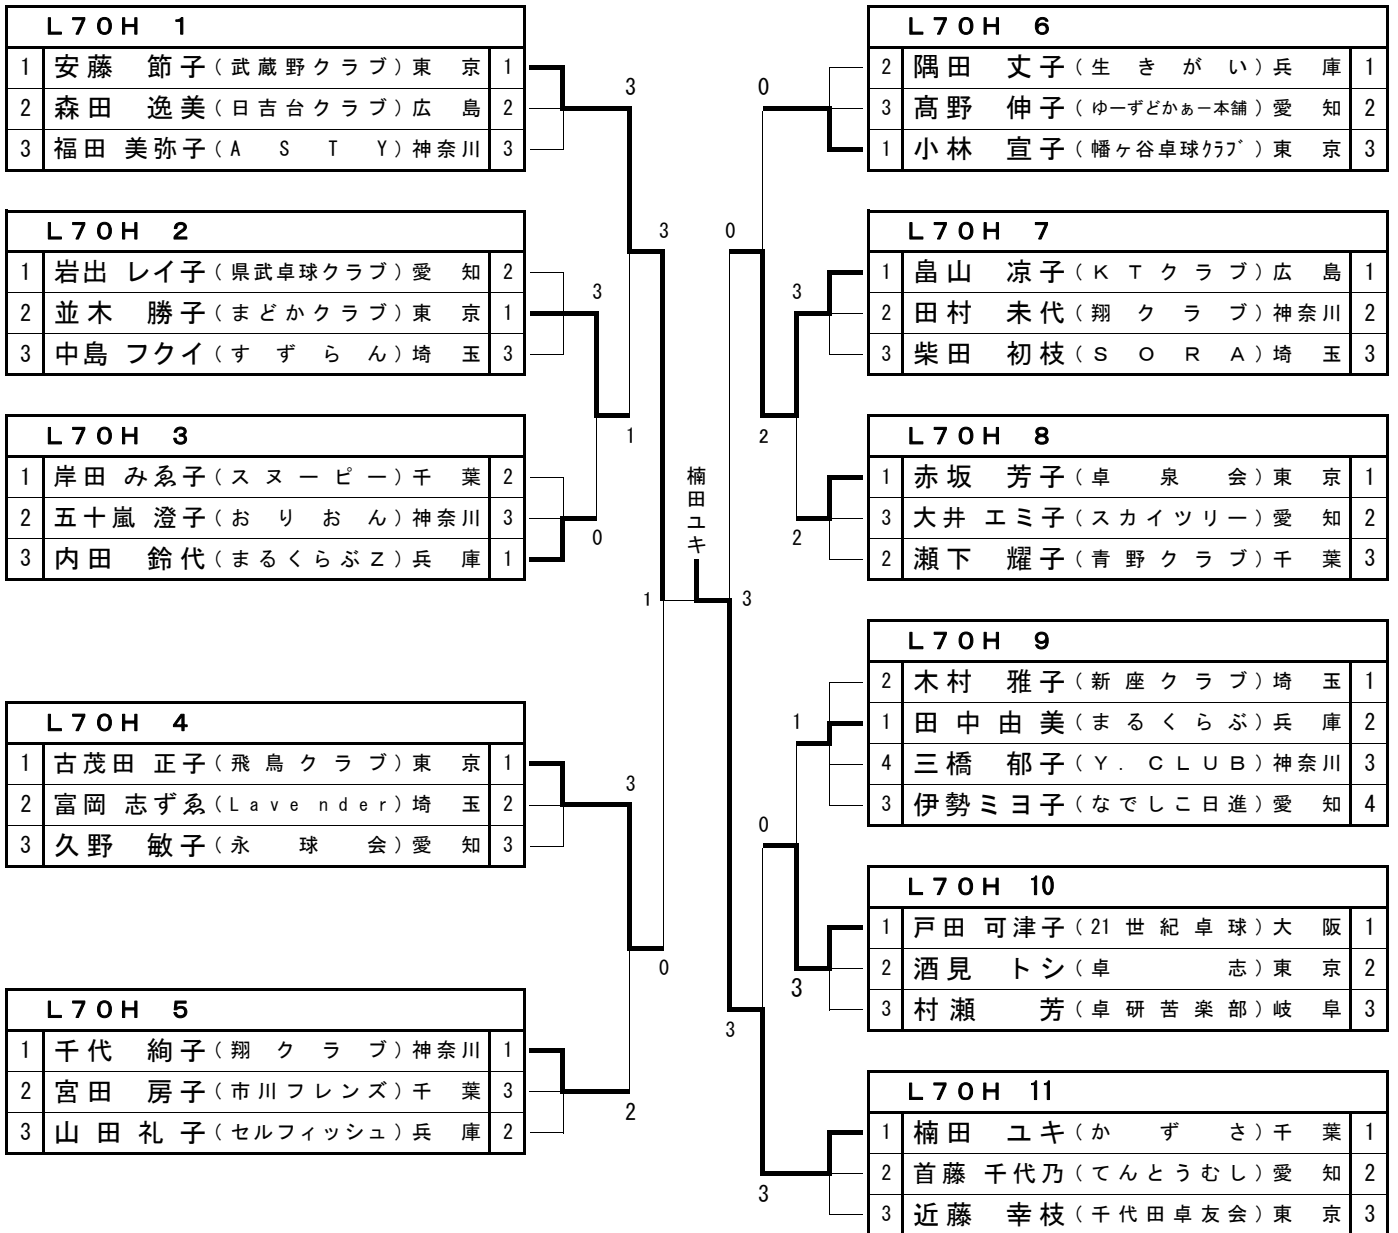 Ｌ７０Ｈ　１
1 安藤　節子（武蔵野クラブ）東　京 1
2 森田　逸美（日吉台クラブ）広　島 2
3 福田 美弥子（ＡＳＴＹ）神奈川 3
Ｌ７０Ｈ　２
1 岩出 レイ子（県武卓球クラブ）愛　知 2
2 並木　勝子（まどかクラブ）東　京 1
3 中島 フクイ（すずらん）埼　玉 3
Ｌ７０Ｈ　３
1 岸田 みゑ子（スヌーピー）千　葉 2
2 五十嵐 澄子（おりおん）神奈川 3
3 内田　鈴代（まるくらぶＺ）兵　庫 1
Ｌ７０Ｈ　４
1 古茂田 正子（飛鳥クラブ）東　京 1
2 富岡 志ずゑ（Lavender）埼　玉 2
3 久野　敏子（永球会）愛　知 3
Ｌ７０Ｈ　５
1 千代　絢子（翔クラブ）神奈川 1
2 宮田　房子（市川フレンズ）千　葉 3
3 山田礼子（セルフィッシュ）兵　庫 2
3
3
3
1
0
1
3
0
2
楠田ユキ
0
0
3
2
2
3
1
0
3
3
3
Ｌ７０Ｈ　６
2 隅田　丈子（生きがい）兵　庫 1
3 髙野　伸子（ゆーずどかぁー本舗）愛　知 2
1 小林　宣子（幡ヶ谷卓球ｸﾗﾌﾞ）東　京 3
Ｌ７０Ｈ　７
1 畠山　凉子（ＫＴクラブ）広　島 1
2 田村　未代（翔クラブ）神奈川 2
3 柴田　初枝（ＳＯＲＡ）埼　玉 3
Ｌ７０Ｈ　８
1 赤坂　芳子（卓泉会）東　京 1
3 大井 エミ子（スカイツリー）愛　知 2
2 瀬下　耀子（青野クラブ）千　葉 3
Ｌ７０Ｈ　９
2 木村　雅子（新座クラブ）埼　玉 1
1 田中由美（まるくらぶ）兵　庫 2
4 三橋　郁子（Ｙ．ＣＬＵＢ）神奈川 3
3 伊勢ミヨ子（なでしこ日進）愛　知 4
Ｌ７０Ｈ　10
1 戸田 可津子（21世紀卓球）大　阪 1
2 酒見　トシ（卓志）東　京 2
3 村瀬　芳（卓研苦楽部）岐　阜 3
Ｌ７０Ｈ　11
1 楠田　ユキ（かずさ）千　葉 1
2 首藤 千代乃（てんとうむし）愛　知 2
3 近藤　幸枝（千代田卓友会）東　京 3